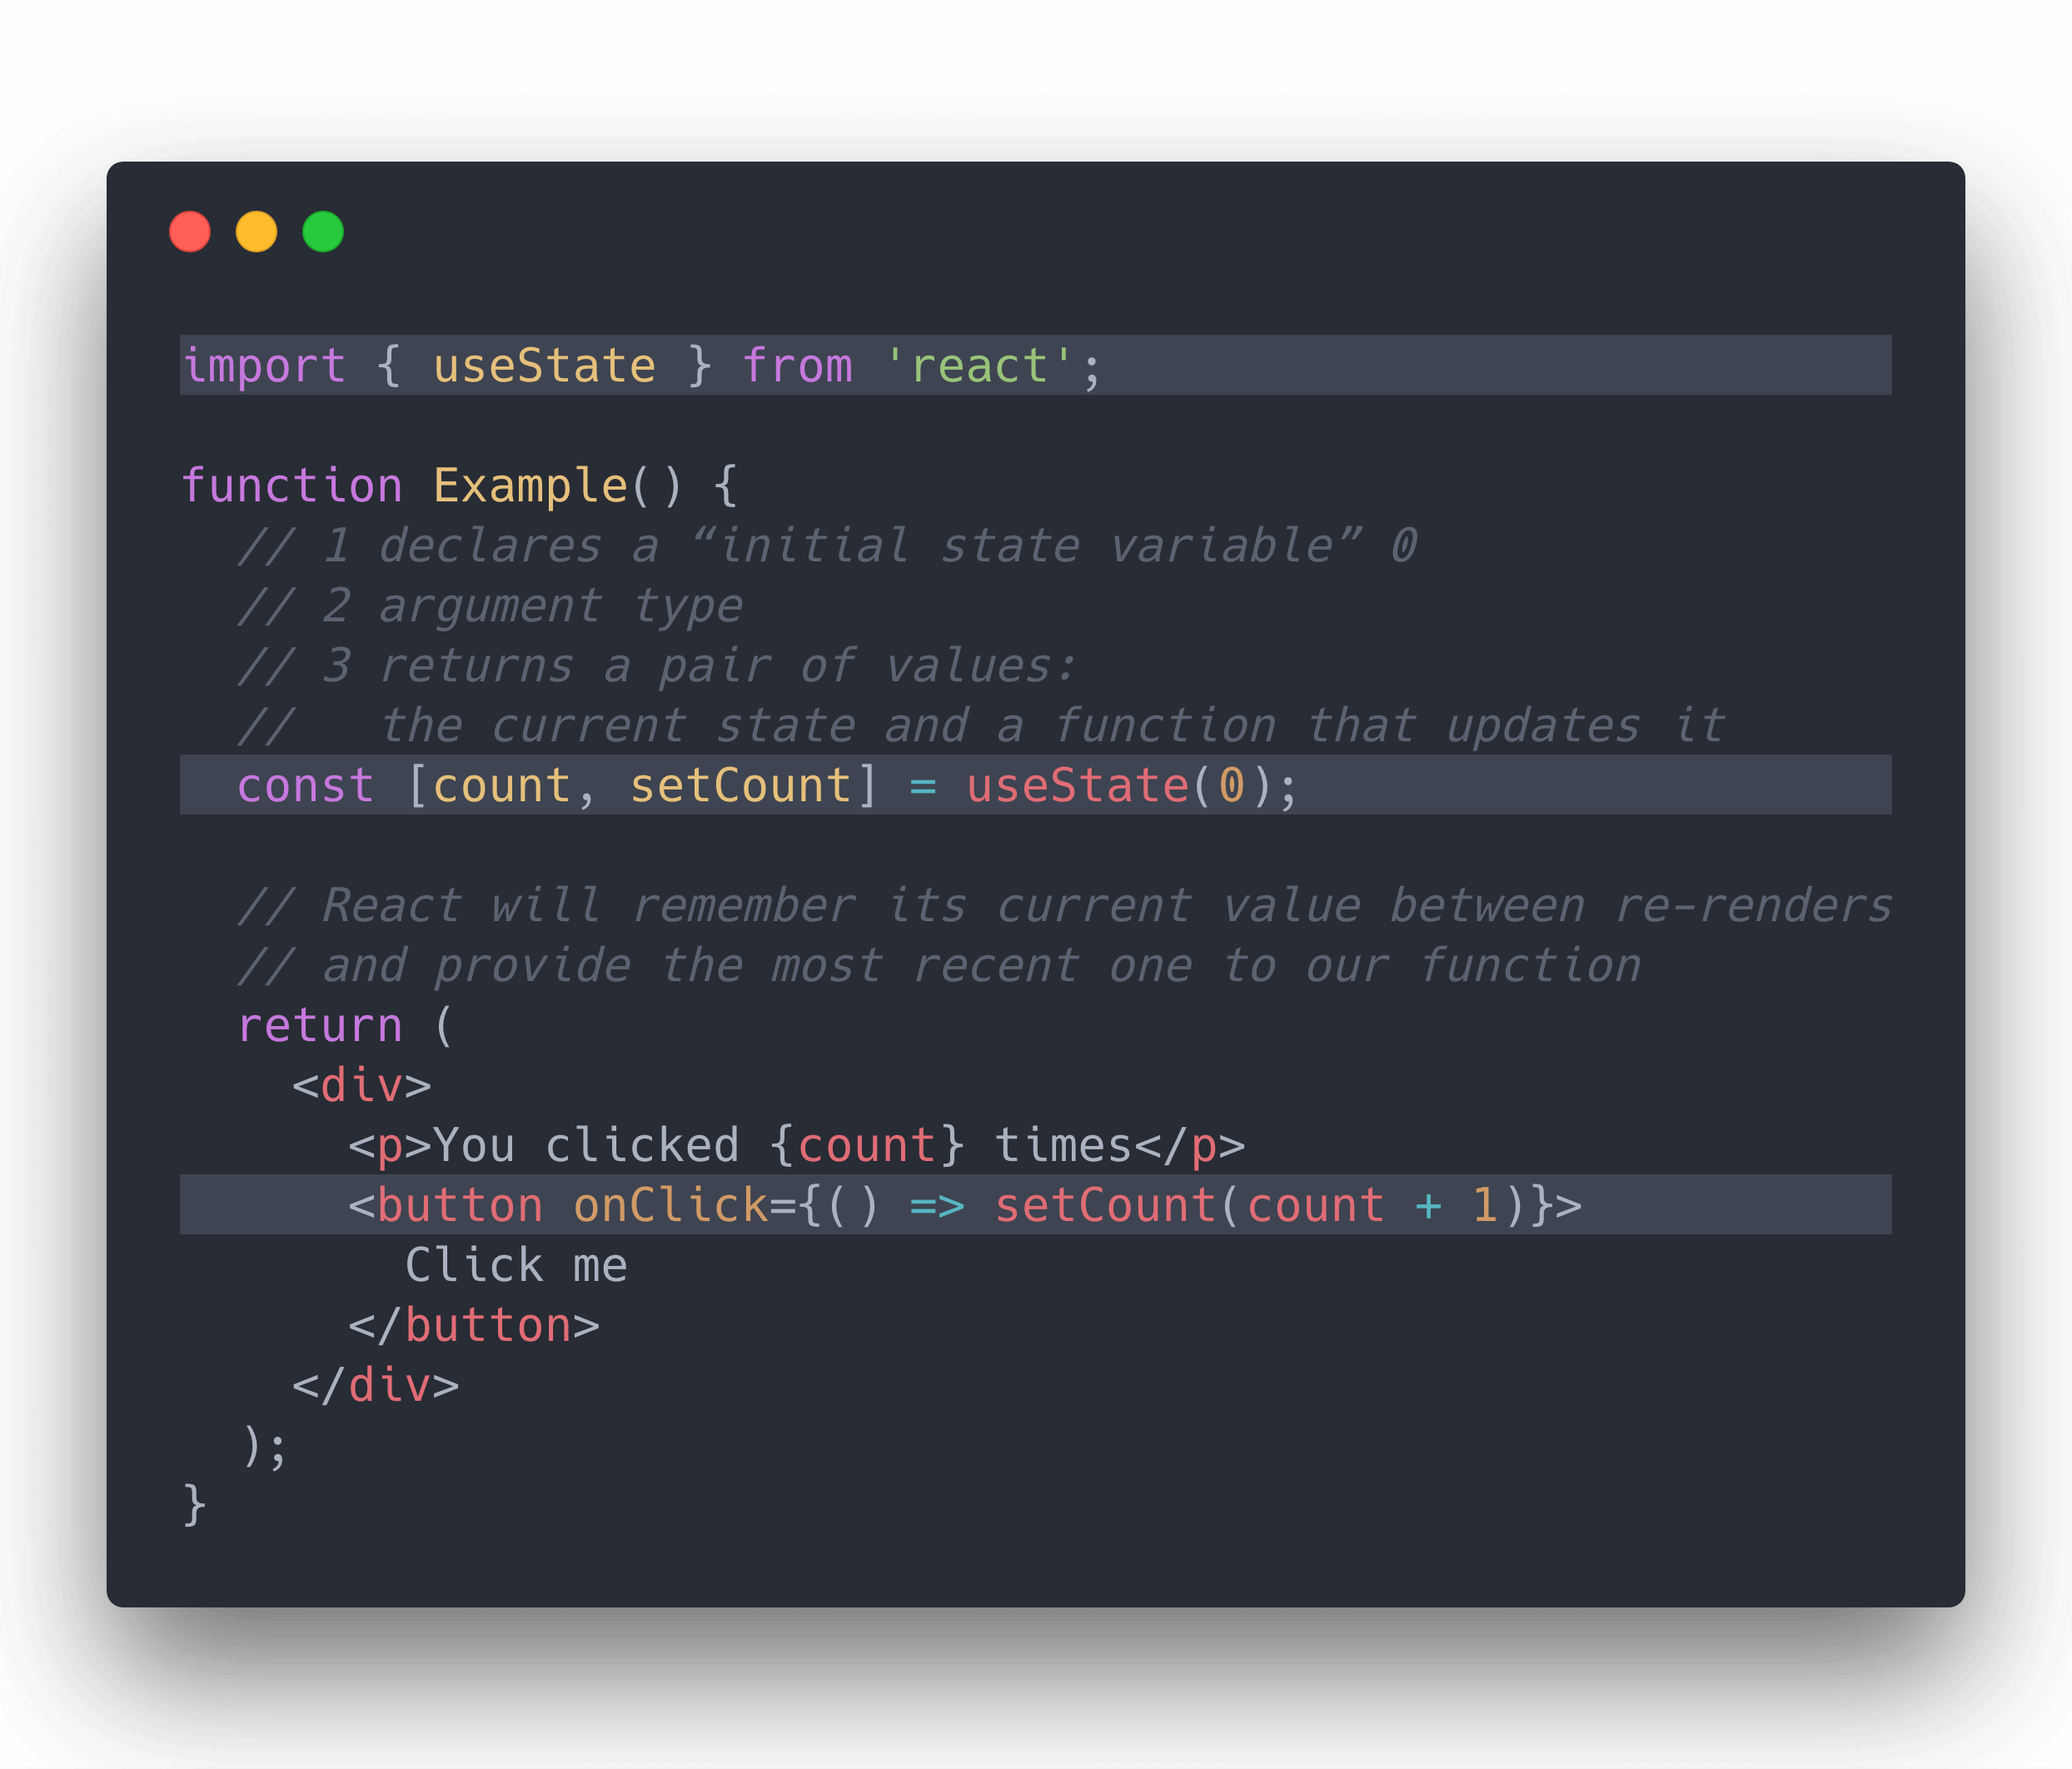 import { useState } from 'react';

function Example() {
  // 1 declares a “initial state variable” 0
  // 2 argument type
  // 3 returns a pair of values:
  //   the current state and a function that updates it
  const [count, setCount] = useState(0);

  // React will remember its current value between re-renders
  // and provide the most recent one to our function
  return (
    <div>
      <p>You clicked {count} times</p>
      <button onClick={() => setCount(count + 1)}>
        Click me
      </button>
    </div>
  );
}